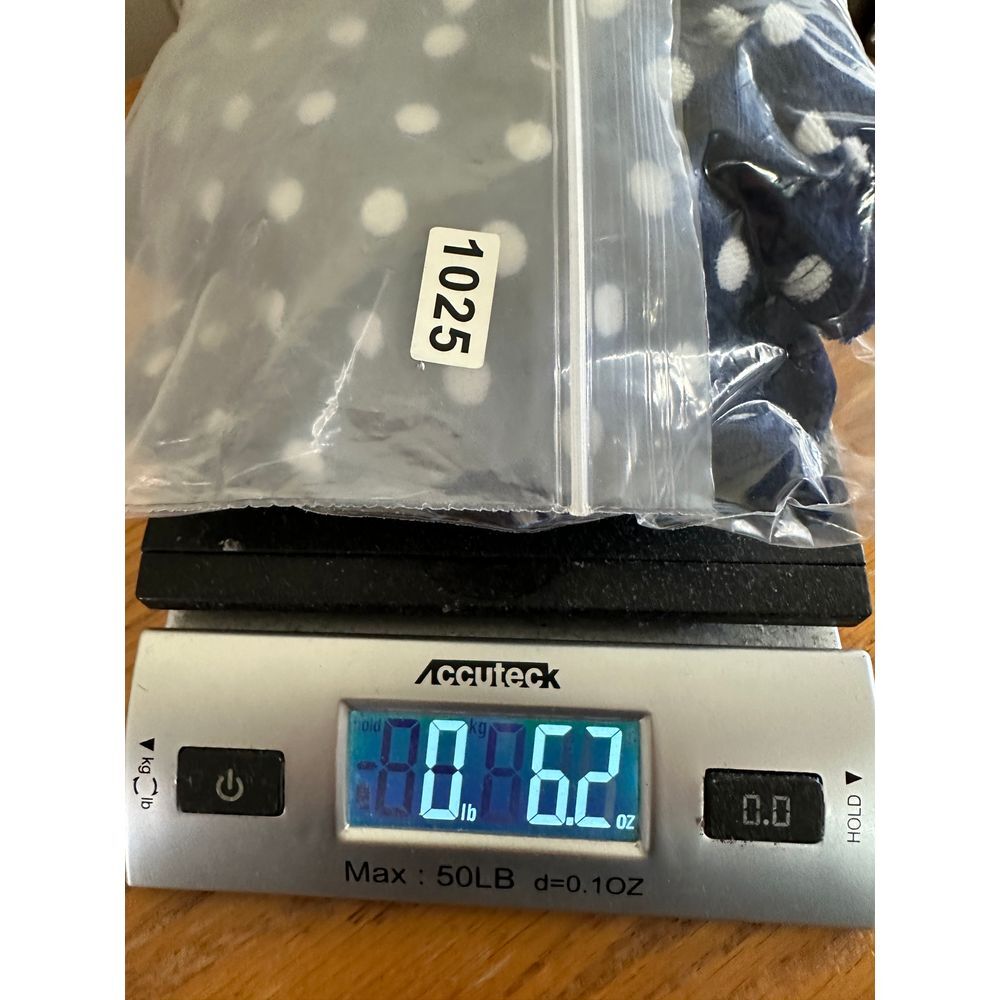 1025
Accuteck
hold
kg
0 lb 6.2 oz
kg
lb
0.0
HOLD
Max : 50LB d=0.1OZ